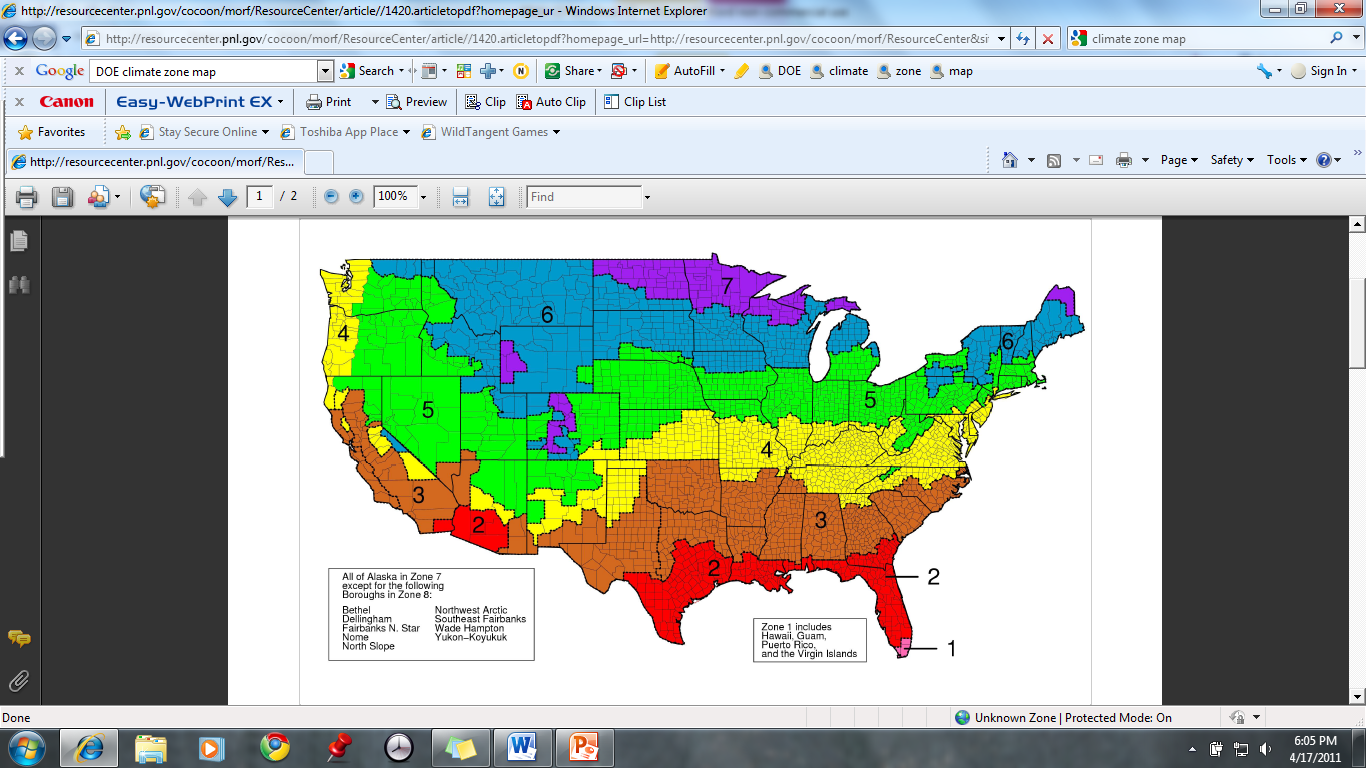 http://resourcecenter.pnl.gov/cocoon/morf/ResourceCenter/article//1420.articletopdf?homepage_ur - Windows Internet Explorer
http://resourcecenter.pnl.gov/cocoon/morf/ResourceCenter/article//1420.articletopdf?homepage_url=http://resourcecenter.pnl.gov/cocoon/morf/ResourceCenter&sit
climate zone map
x Google DOE climate zone map Search Share AutoFill DOE climate zone map Sign In
x Canon Easy-WebPrint EX Print Preview Clip Auto Clip Clip List
Favorites Stay Secure Online Toshiba App Place WildTangent Games
http://resourcecenter.pnl.gov/cocoon/morf/Res... Page Safety Tools »
1 / 2 100% Find
7
6
4
6
5
5
4
3
3
2
2
2
1
All of Alaska in Zone 7
except for the following
Boroughs in Zone 8:
Bethel Northwest Arctic
Dellingham Southeast Fairbanks
Fairbanks N. Star Wade Hampton
Nome Yukon-Koyukuk
North Slope
Zone 1 includes
Hawaii, Guam,
Puerto Rico,
and the Virgin Islands
Done Unknown Zone | Protected Mode: On
6:05 PM
4/17/2011